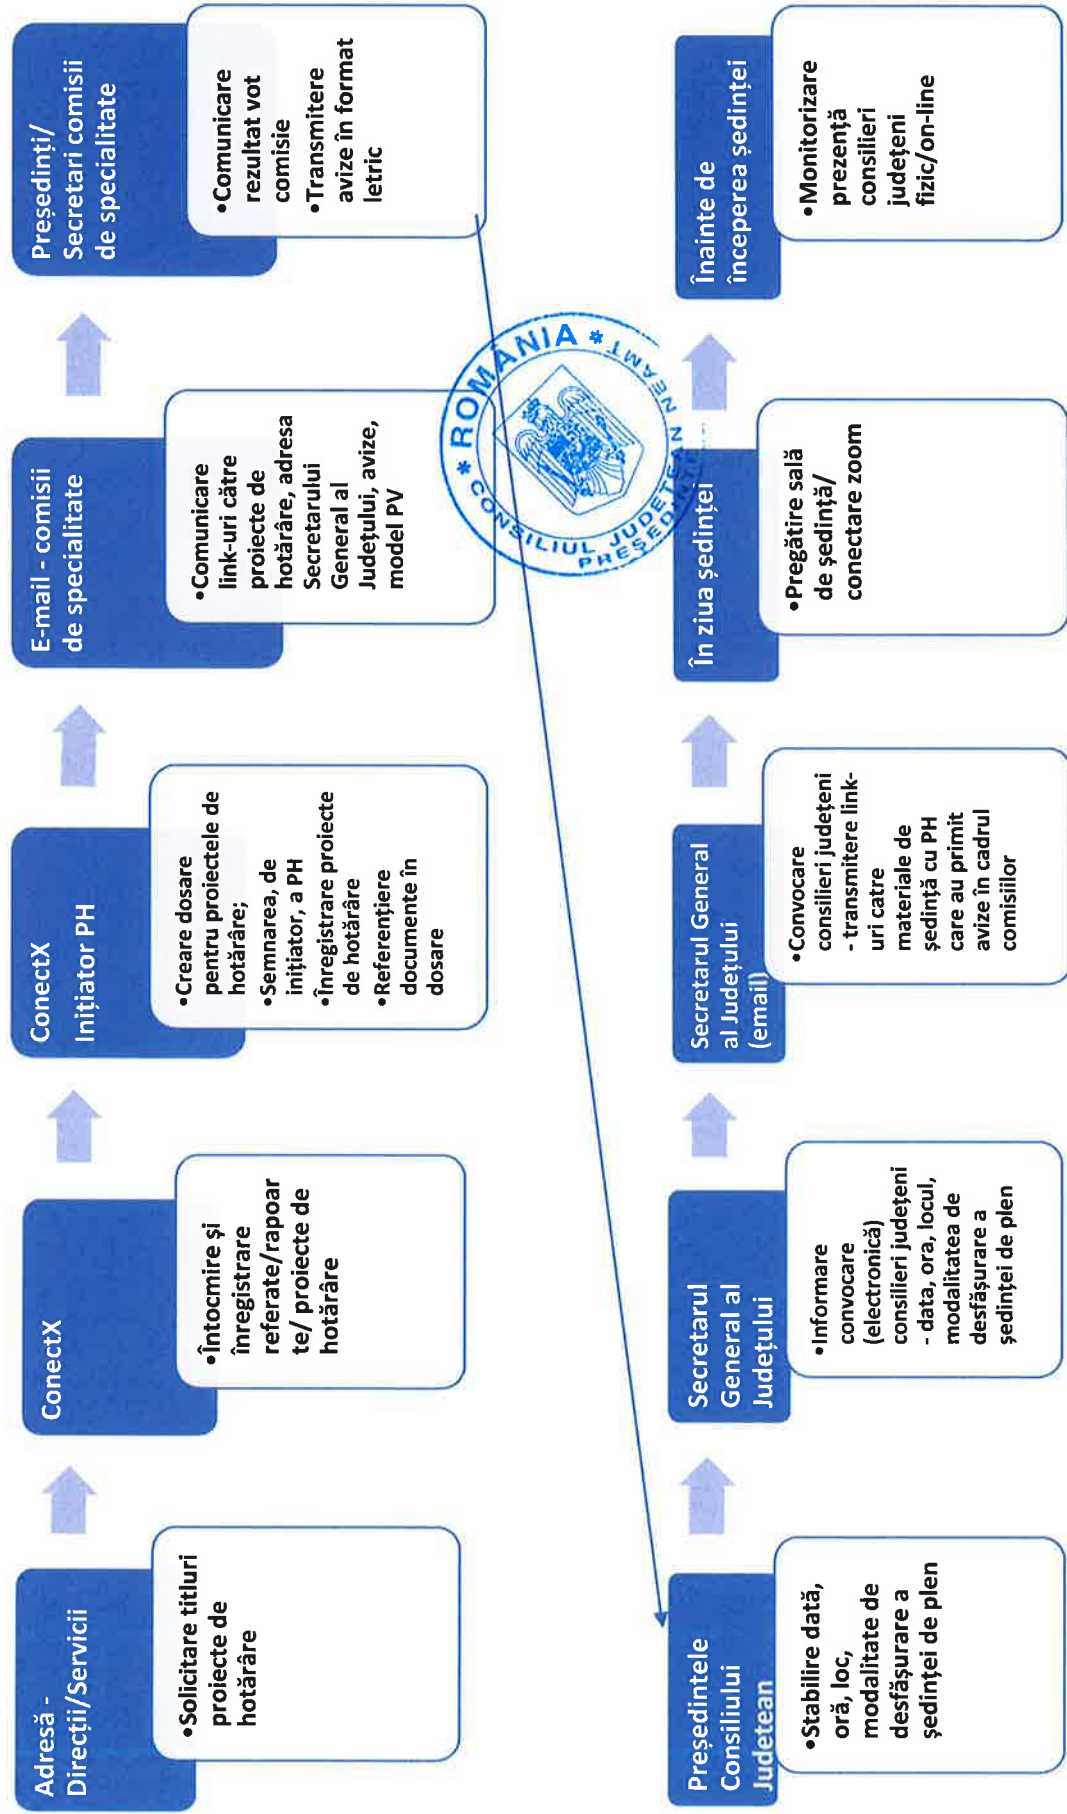 Adresă -
Direcții/Servicii
•Solicitare titluri
proiecte de
hotărâre
ConectX
•Întocmire și
înregistrare
referate/rapoar
te/ proiecte de
hotărâre
ConectX
Inițiator PH
•Creare dosare
pentru proiectele de
hotărâre;
•Semnarea, de
inițiator, a PH
•Înregistrare proiecte
de hotărâre
•Referențiere
documente în
dosare
E-mail - comisii
de specialitate
•Comunicare
link-uri către
proiecte de
hotărâre, adresa
Secretarului
General al
Județului, avize,
model PV
Președinți/
Secretari comisii
de specialitate
•Comunicare
rezultat vot
comisie
•Transmitere
avize în format
letric
* ROMÂNIA *
CONSILIUL JUDEȚEAN NEAMȚ
PREȘEDINTE
Președintele
Consiliului
Judetean
•Stabilire dată,
oră, loc,
modalitate de
desfășurare a
ședinței de plen
Secretarul
General al
Județului
•Informare
convocare
(electronică)
consilieri județeni
- data, ora, locul,
modalitatea de
desfășurare a
ședinței de plen
Secretarul General
al Județului
(email)
•Convocare
consilieri județeni
- transmitere link-
uri catre
materiale de
ședință cu PH
care au primit
avize în cadrul
comisiilor
În ziua ședinței
•Pregătire sală
de ședință/
conectare zoom
Înainte de
începerea ședinței
•Monitorizare
prezență
consilieri
județeni
fizic/on-line